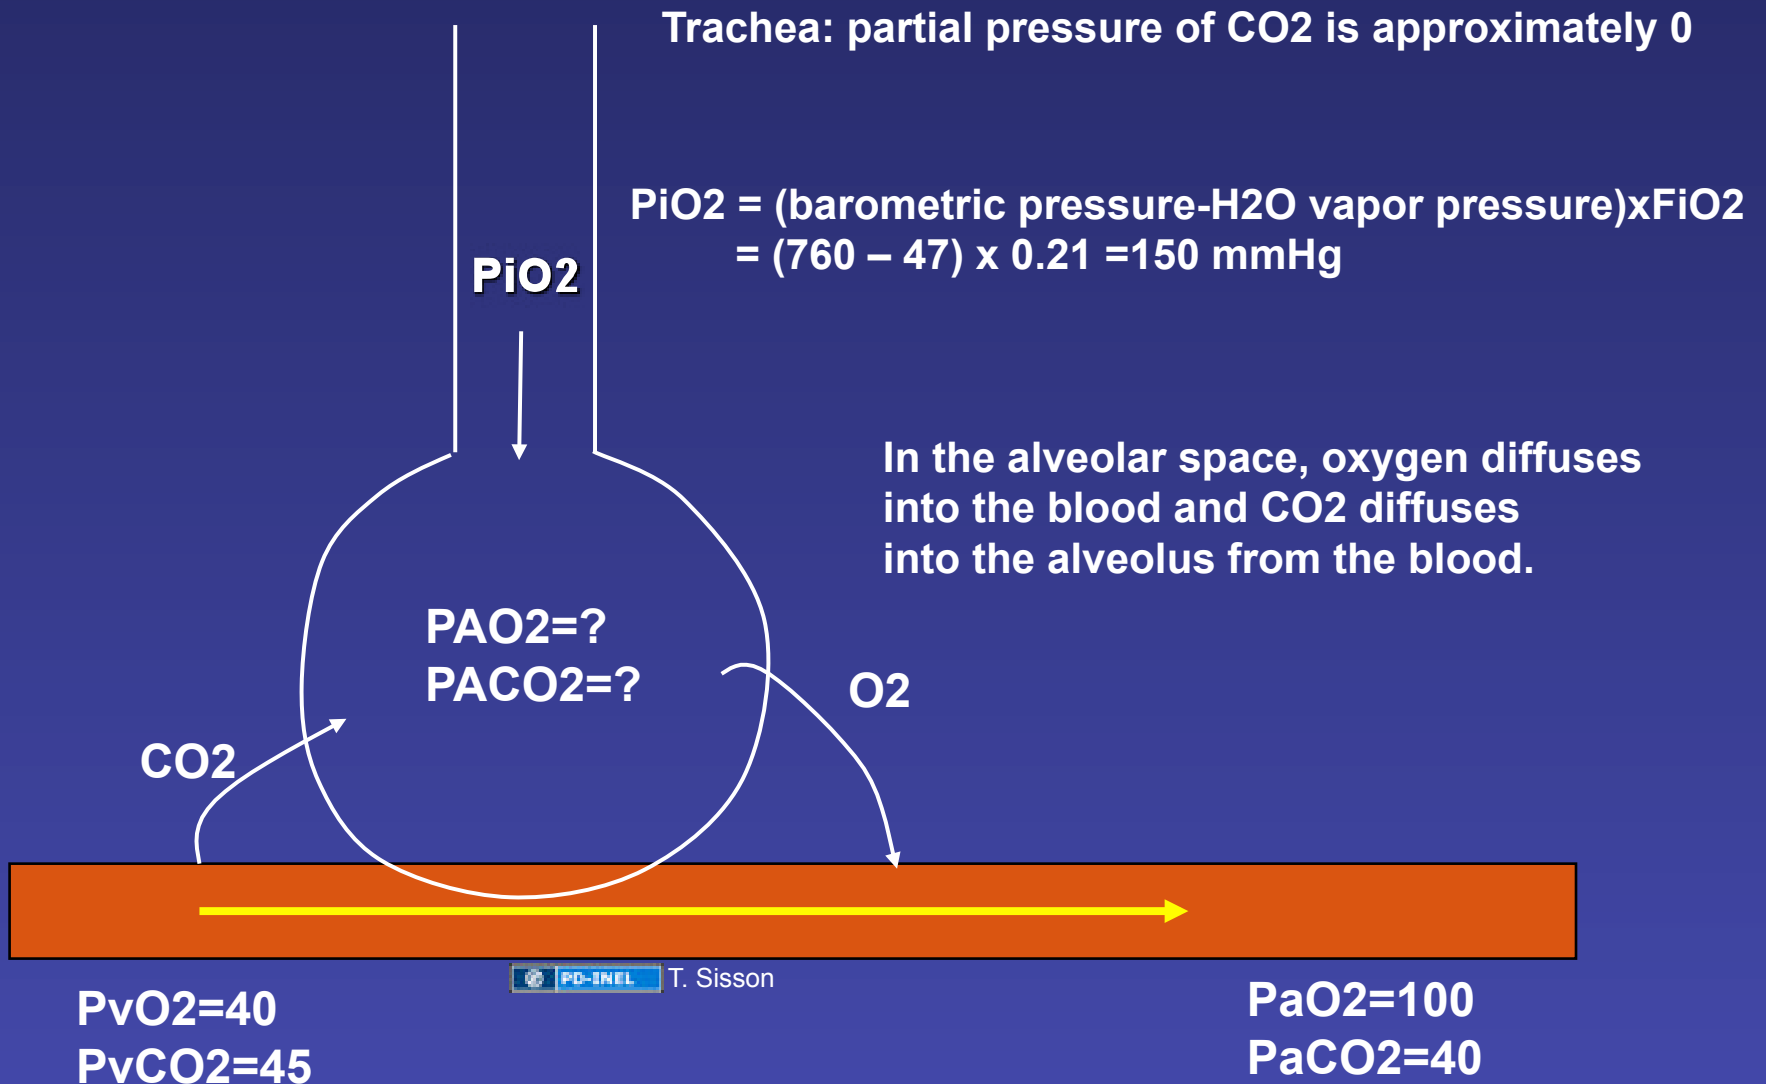 Trachea: partial pressure of CO2 is approximately 0
PiO2 = (barometric pressure-H2O vapor pressure)xFiO2
= (760 – 47) x 0.21 =150 mmHg
PiO2
In the alveolar space, oxygen diffuses
into the blood and CO2 diffuses
into the alveolus from the blood.
PAO2=?
PACO2=?
O2
CO2
PD-INEL T. Sisson
PvO2=40
PvCO2=45
PaO2=100
PaCO2=40